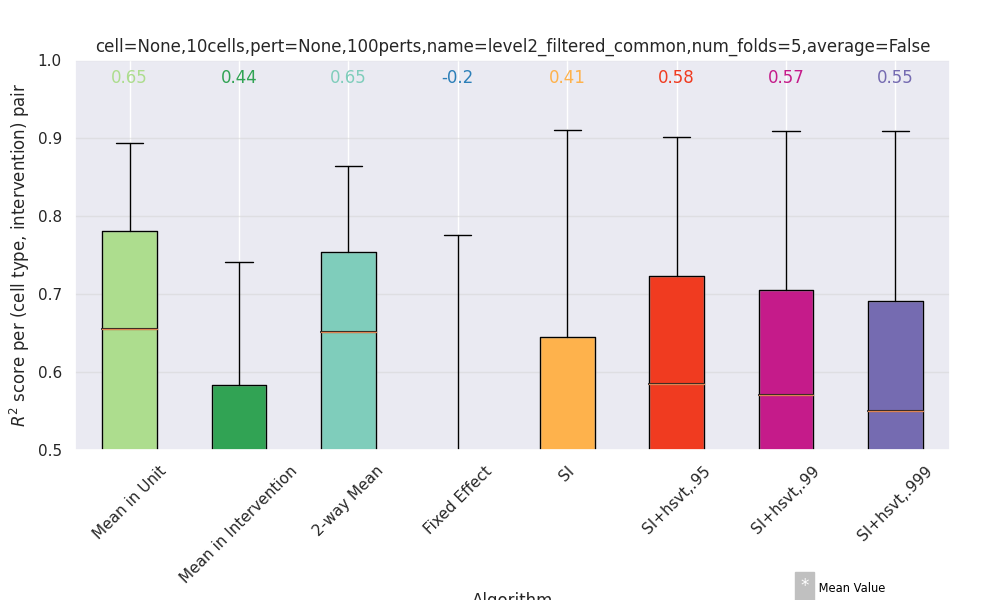 cell=None,10cells,pert=None,100perts,name=level2_filtered_common,num_folds=5,average=False
R² score per (cell type, intervention) pair
1.0
0.9
0.8
0.7
0.6
0.5
0.65 0.44 0.65 -0.2 0.41 0.58 0.57 0.55
Mean in Unit
Mean in Intervention
2-way Mean
Fixed Effect
SI
SI+hsvt,.95
SI+hsvt,.99
SI+hsvt,.999
Algorithm
* Mean Value